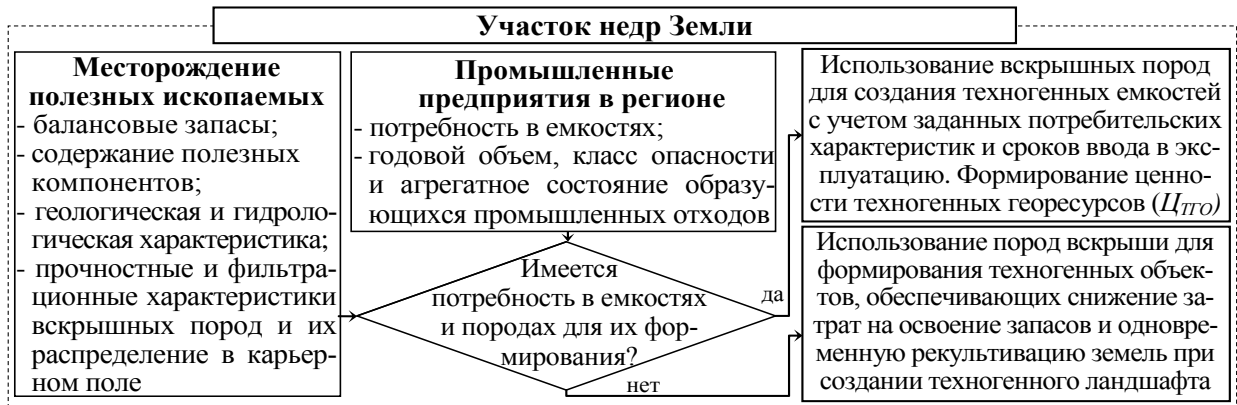 Участок недр Земли
Месторождение
полезных ископаемых
- балансовые запасы;
- содержание полезных
компонентов;
- геологическая и гидроло-
гическая характеристика;
- прочностные и фильтра-
ционные характеристики
вскрышных пород и их
распределение в карьер-
ном поле
Промышленные
предприятия в регионе
- потребность в емкостях;
- годовой объем, класс опасности
и агрегатное состояние образу-
ющихся промышленных отходов
Имеется
потребность в емкостях
и породах для их фор-
мирования?
да
нет
Использование вскрышных пород
для создания техногенных емкостей
с учетом заданных потребительских
характеристик и сроков ввода в экс-
плуатацию. Формирование ценно-
сти техногенных георесурсов (ЦТГО)
Использование пород вскрыши для
формирования техногенных объек-
тов, обеспечивающих снижение за-
трат на освоение запасов и одновре-
менную рекультивацию земель при
создании техногенного ландшафта